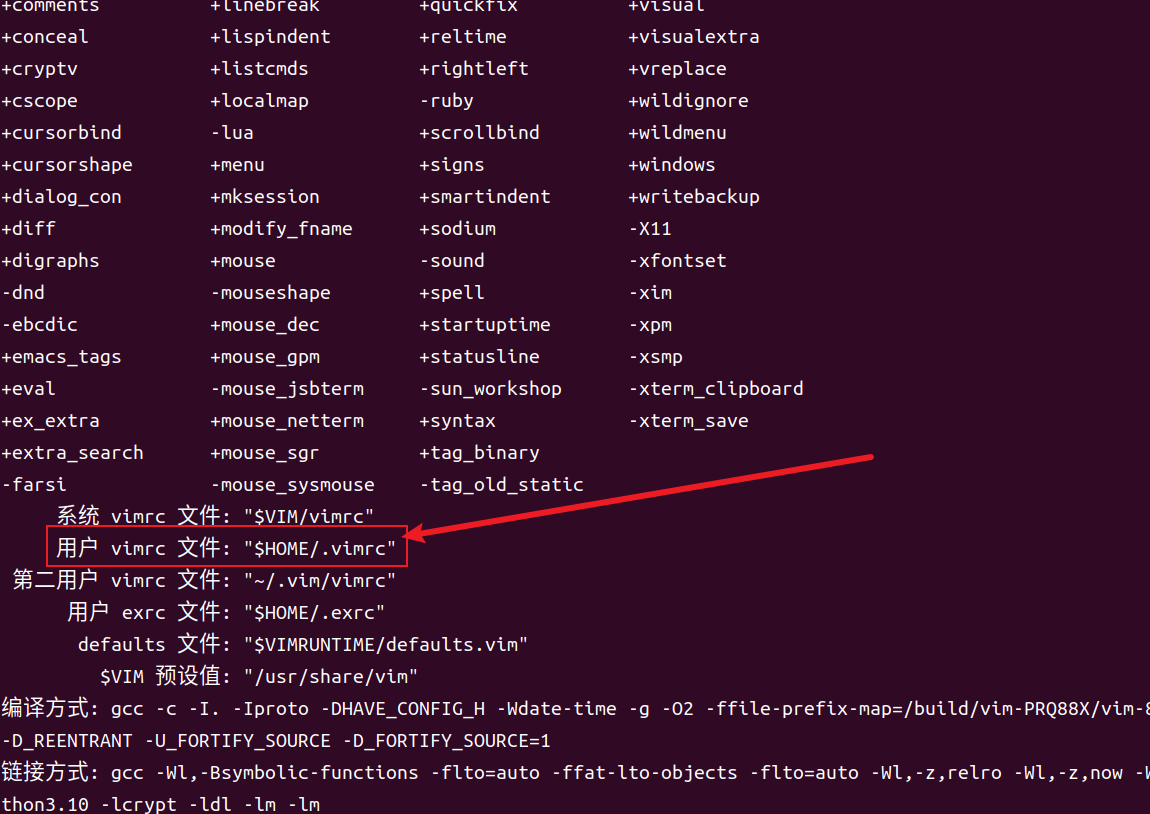 +comments +linebreak +quickfix +visual
+conceal +lispindent +reltime +visualextra
+cryptv +listcmds +rightleft +vreplace
+cscope +localmap -ruby +wildignore
+cursorbind -lua +scrollbind +wildmenu
+cursorshape +menu +signs +windows
+dialog_con +mksession +smartindent +writebackup
+diff +modify_fname +sodium -X11
+digraphs +mouse -sound -xfontset
-dnd -mouseshape +spell -xim
-ebcdic +mouse_dec +startuptime -xpm
+emacs_tags +mouse_gpm +statusline -xsmp
+eval -mouse_jsbterm -sun_workshop -xterm_clipboard
+ex_extra +mouse_netterm +syntax -xterm_save
+extra_search +mouse_sgr +tag_binary
-farsi -mouse_sysmouse -tag_old_static
系统 vimrc 文件: "$VIM/vimrc"
用户 vimrc 文件: "$HOME/.vimrc"
第二用户 vimrc 文件: "~/.vim/vimrc"
用户 exrc 文件: "$HOME/.exrc"
defaults 文件: "$VIMRUNTIME/defaults.vim"
$VIM 预设值: "/usr/share/vim"
编译方式: gcc -c -I. -Iproto -DHAVE_CONFIG_H -Wdate-time -g -O2 -ffile-prefix-map=/build/vim-PRQ88X/vim-8
-D_REENTRANT -U_FORTIFY_SOURCE -D_FORTIFY_SOURCE=1
链接方式: gcc -Wl,-Bsymbolic-functions -flto=auto -ffat-lto-objects -flto=auto -Wl,-z,relro -Wl,-z,now -W
thon3.10 -lcrypt -ldl -lm -lm